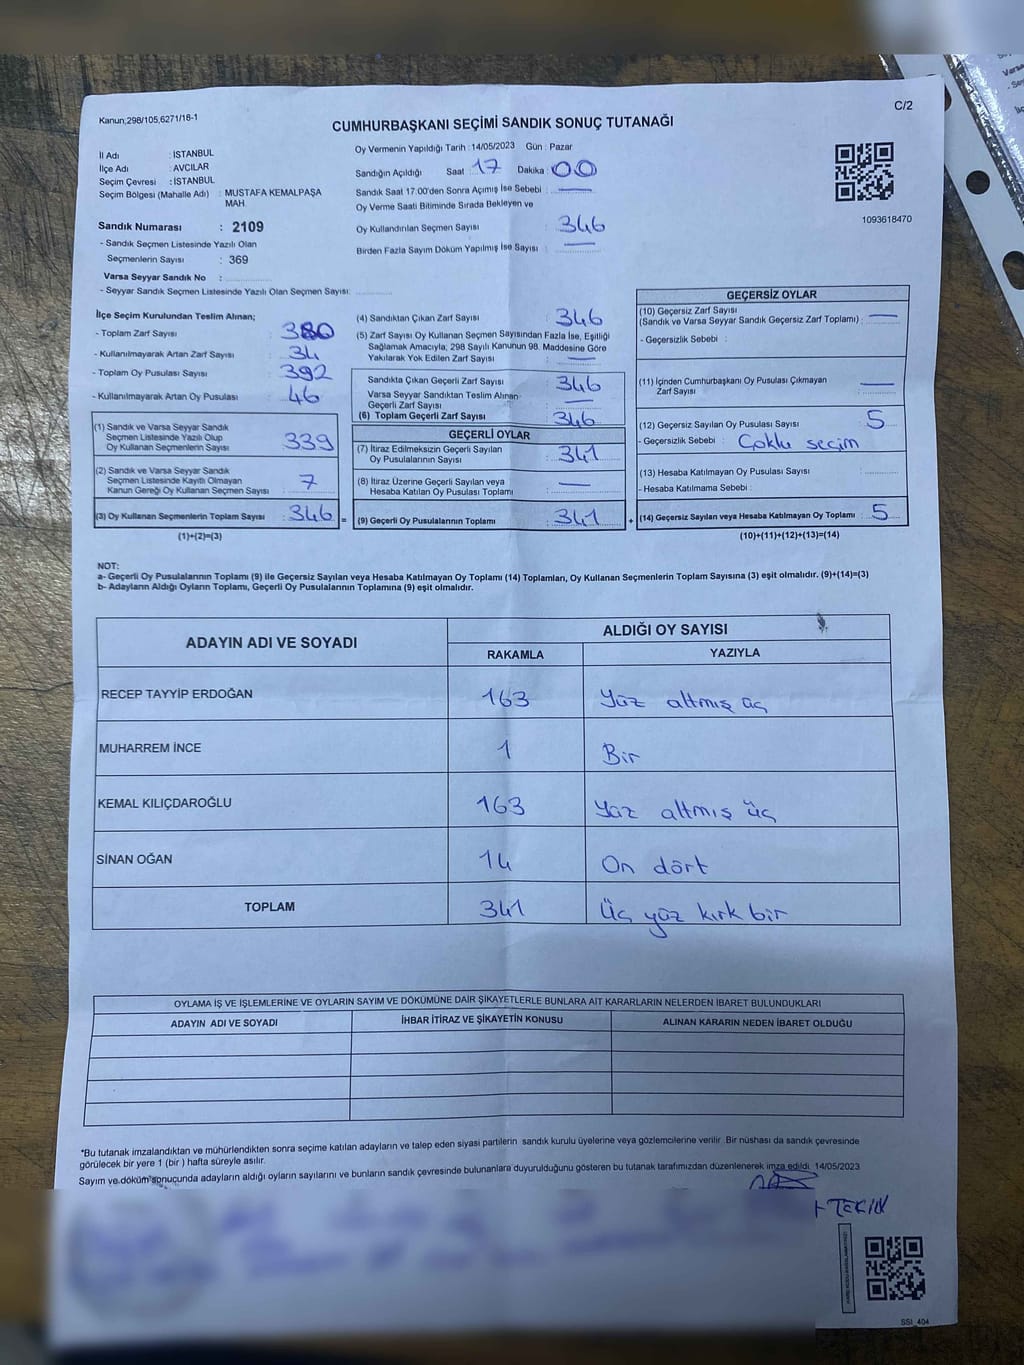 C/2
Kanun;298/105,6271/18-1
CUMHURBAŞKANI SEÇİMİ SANDIK SONUÇ TUTANAĞI
İl Adı : İSTANBUL
İlçe Adı : AVCILAR
Seçim Çevresi : İSTANBUL
Seçim Bölgesi (Mahalle Adı) : MUSTAFA KEMALPAŞA
MAH.
Sandık Numarası : 2109
- Sandık Seçmen Listesinde Yazılı Olan
Seçmenlerin Sayısı : 369
Varsa Seyyar Sandık No :
- Seyyar Sandık Seçmen Listesinde Yazılı Olan Seçmen Sayısı:
Oy Vermenin Yapıldığı Tarih : 14/05/2023 Gün : Pazar
Sandığın Açıldığı Saat : 17 Dakika : 00
Sandık Saat 17.00'den Sonra Açımış İse Sebebi : —
Oy Verme Saati Bitiminde Sırada Bekleyen ve
Oy Kullandırılan Seçmen Sayısı : 346
Birden Fazla Sayım Döküm Yapılmış İse Sayısı : —
1093618470
İlçe Seçim Kurulundan Teslim Alınan;
- Toplam Zarf Sayısı : 380
- Kullanılmayarak Artan Zarf Sayısı : 34
- Toplam Oy Pusulası Sayısı : 392
- Kullanılmayarak Artan Oy Pusulası : 46
(1) Sandık ve Varsa Seyyar Sandık
Seçmen Listesinde Yazılı Olup
Oy Kullanan Seçmenlerin Sayısı : 339
(2) Sandık ve Varsa Seyyar Sandık
Seçmen Listesinde Kayıtlı Olmayan
Kanun Gereği Oy Kullanan Seçmen Sayısı : 7
(3) Oy Kullanan Seçmenlerin Toplam Sayısı : 346
(1)+(2)=(3)
(4) Sandıktan Çıkan Zarf Sayısı : 346
(5) Zarf Sayısı Oy Kullanan Seçmen Sayısından Fazla İse, Eşitliği
Sağlamak Amacıyla, 298 Sayılı Kanunun 98. Maddesine Göre
Yakılarak Yok Edilen Zarf Sayısı : —
Sandıkta Çıkan Geçerli Zarf Sayısı : 346
Varsa Seyyar Sandıktan Teslim Alınan
Geçerli Zarf Sayısı : —
(6) Toplam Geçerli Zarf Sayısı : 346
GEÇERLİ OYLAR
(7) İtiraz Edilmeksizin Geçerli Sayılan
Oy Pusulalarının Sayısı : 341
(8) İtiraz Üzerine Geçerli Sayılan veya
Hesaba Katılan Oy Pusulası Toplamı : —
= (9) Geçerli Oy Pusulalarının Toplamı : 341
GEÇERSİZ OYLAR
(10) Geçersiz Zarf Sayısı
(Sandık ve Varsa Seyyar Sandık Geçersiz Zarf Toplamı) : —
- Geçersizlik Sebebi :
(11) İçinden Cumhurbaşkanı Oy Pusulası Çıkmayan
Zarf Sayısı : —
(12) Geçersiz Sayılan Oy Pusulası Sayısı : 5
- Geçersizlik Sebebi : Çoklu seçim
(13) Hesaba Katılmayan Oy Pusulası Sayısı :
- Hesaba Katılmama Sebebi :
+ (14) Geçersiz Sayılan veya Hesaba Katılmayan Oy Toplamı : 5
(10)+(11)+(12)+(13)=(14)
NOT:
a- Geçerli Oy Pusulalarının Toplamı (9) ile Geçersiz Sayılan veya Hesaba Katılmayan Oy Toplamı (14) Toplamları, Oy Kullanan Seçmenlerin Toplam Sayısına (3) eşit olmalıdır. (9)+(14)=(3)
b- Adayların Aldığı Oyların Toplamı, Geçerli Oy Pusulalarının Toplamına (9) eşit olmalıdır.
ADAYIN ADI VE SOYADI
ALDIĞI OY SAYISI
RAKAMLA YAZIYLA
RECEP TAYYİP ERDOĞAN 163 Yüz altmış üç
MUHARREM İNCE 1 Bir
KEMAL KILIÇDAROĞLU 163 Yüz altmış üç
SİNAN OĞAN 14 On dört
TOPLAM 341 Üç yüz kırk bir
OYLAMA İŞ VE İŞLEMLERİNE VE OYLARIN SAYIM VE DÖKÜMÜNE DAİR ŞİKAYETLERLE BUNLARA AİT KARARLARIN NELERDEN İBARET BULUNDUKLARI
ADAYIN ADI VE SOYADI İHBAR İTİRAZ VE ŞİKAYETİN KONUSU ALINAN KARARIN NEDEN İBARET OLDUĞU
*Bu tutanak imzalandıktan ve mühürlendikten sonra seçime katılan adayların ve talep eden siyasi partilerin sandık kurulu üyelerine veya gözlemcilerine verilir. Bir nüshası da sandık çevresinde
görülecek bir yere 1 (bir ) hafta süreyle asılır.
Sayım ve döküm sonucunda adayların aldığı oyların sayılarını ve bunların sandık çevresinde bulunanlara duyurulduğunu gösteren bu tutanak tarafımızdan düzenlenerek imza edildi. 14/05/2023
TEKİN
SSI_404